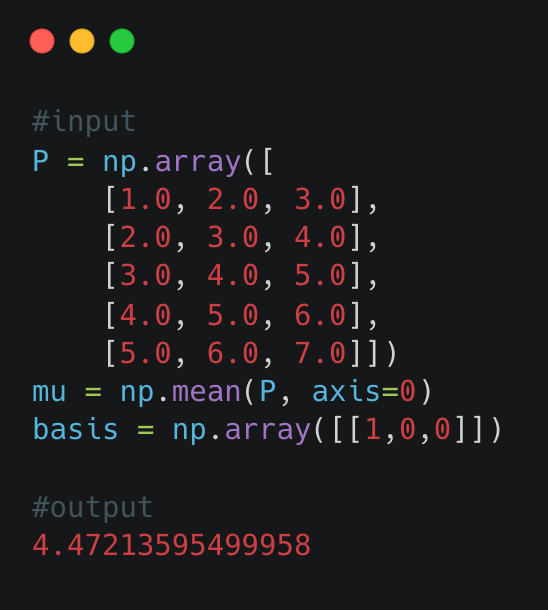 #input
P = np.array([
    [1.0, 2.0, 3.0],
    [2.0, 3.0, 4.0],
    [3.0, 4.0, 5.0],
    [4.0, 5.0, 6.0],
    [5.0, 6.0, 7.0]])
mu = np.mean(P, axis=0)
basis = np.array([[1,0,0]])
#output
4.47213595499958